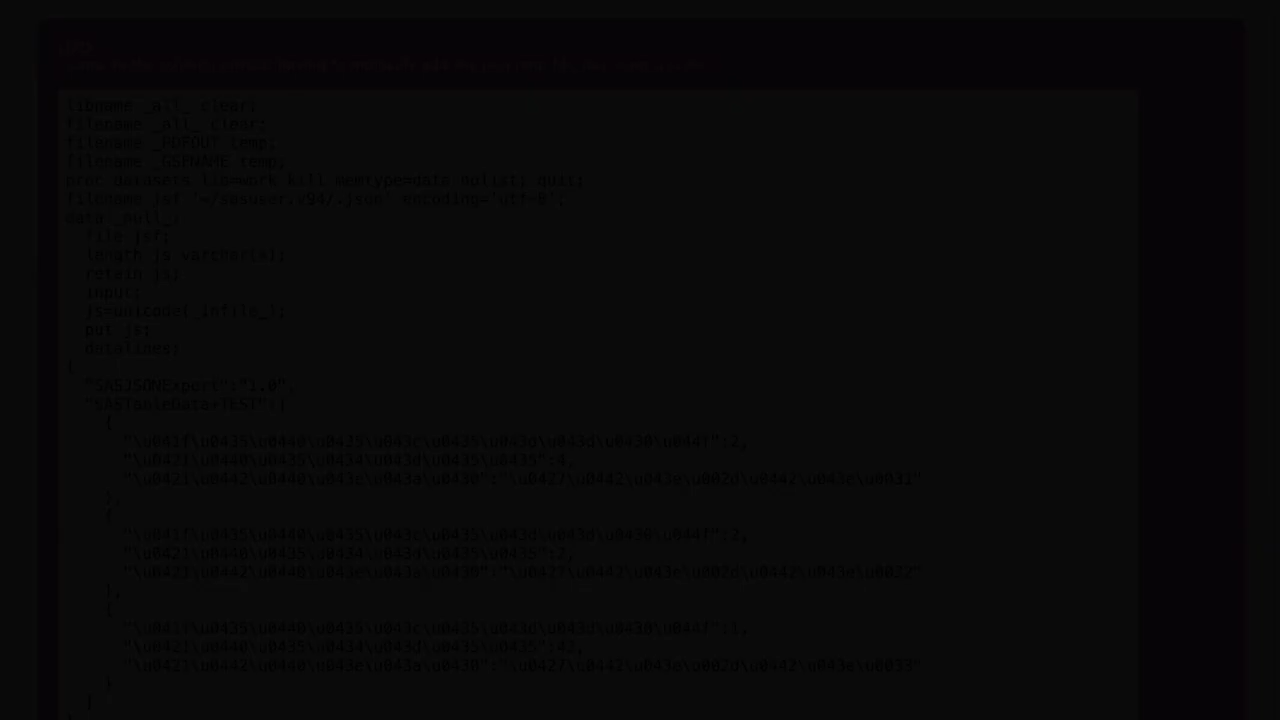 libname _all_ clear;
filename _all_ clear;
filename _PDFOUT temp;
filename _GSFNAME temp;
proc datasets lib=work kill memtype=data nolist; quit;
filename jsf '~/sasuser.v94/.json' encoding='utf-8';
data _null_;
file jsf;
length js varchar(*);
retain js;
input;
js=unicode(_infile_);
put js;
datalines;
{
"SASJSONExport":"1.0",
"SASTableData+TEST":[
{
"\u041f\u0435\u0440\u0435\u043c\u0435\u043d\u043d\u0430\u044f":2,
"\u0421\u0440\u0435\u0434\u043d\u0435\u0435":4,
"\u0421\u0442\u0440\u043e\u043a\u0430":"\u0427\u0442\u043e\u002d\u0442\u043e\u0031"
},
{
"\u041f\u0435\u0440\u0435\u043c\u0435\u043d\u043d\u0430\u044f":2,
"\u0421\u0440\u0435\u0434\u043d\u0435\u0435":2,
"\u0421\u0442\u0440\u043e\u043a\u0430":"\u0427\u0442\u043e\u002d\u0442\u043e\u0032"
},
{
"\u041f\u0435\u0440\u0435\u043c\u0435\u043d\u043d\u0430\u044f":1,
"\u0421\u0440\u0435\u0434\u043d\u0435\u0435":42,
"\u0421\u0442\u0440\u043e\u043a\u0430":"\u0427\u0442\u043e\u002d\u0442\u043e\u0033"
}
]